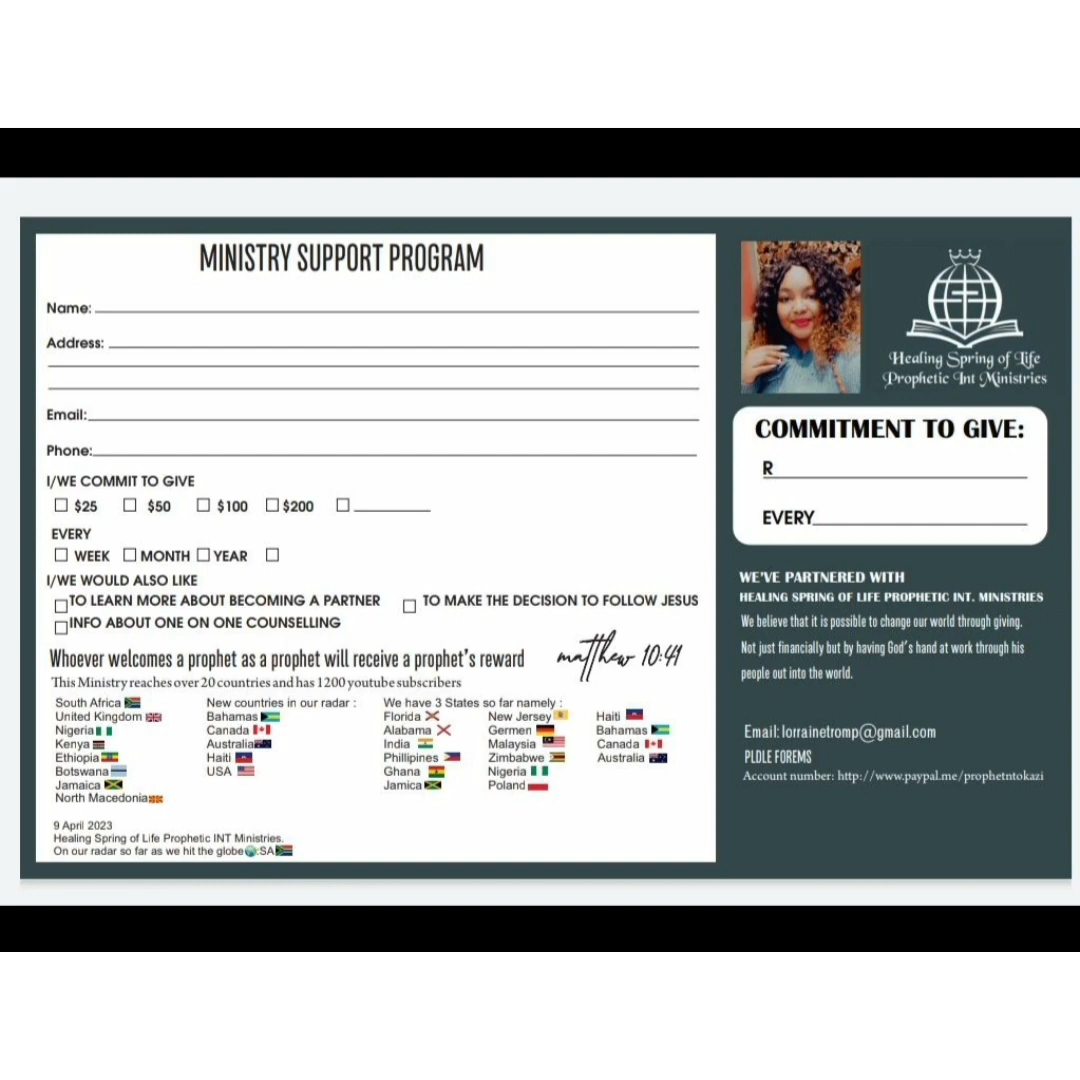 MINISTRY SUPPORT PROGRAM
Name:
Address:
Email:
Phone:
I/WE COMMIT TO GIVE
$25 $50 $100 $200
EVERY
WEEK MONTH YEAR
I/WE WOULD ALSO LIKE
TO LEARN MORE ABOUT BECOMING A PARTNER TO MAKE THE DECISION TO FOLLOW JESUS
INFO ABOUT ONE ON ONE COUNSELLING
Whoever welcomes a prophet as a prophet will receive a prophet's reward matthew 10:41
This Ministry reaches over 20 countries and has 1200 youtube subscribers
South Africa
United Kingdom
Nigeria
Kenya
Ethiopia
Botswana
Jamaica
North Macedonia
New countries in our radar :
Bahamas
Canada
Australia
Haiti
USA
We have 3 States so far namely :
Florida
Alabama
India
Phillipines
Ghana
Jamica
New Jersey
Germen
Malaysia
Zimbabwe
Nigeria
Poland
Haiti
Bahamas
Canada
Australia
9 April 2023
Healing Spring of Life Prophetic INT Ministries.
On our radar so far as we hit the globe :SA
Healing Spring of Life
Prophetic Int Ministries
COMMITMENT TO GIVE:
R
EVERY
WE'VE PARTNERED WITH
HEALING SPRING OF LIFE PROPHETIC INT. MINISTRIES
We believe that it is possible to change our world through giving.
Not just financially but by having God's hand at work through his
people out into the world.
Email: lorrainetromp@gmail.com
PLDLE FOREMS
Account number: http://www.paypal.me/prophetntokazi